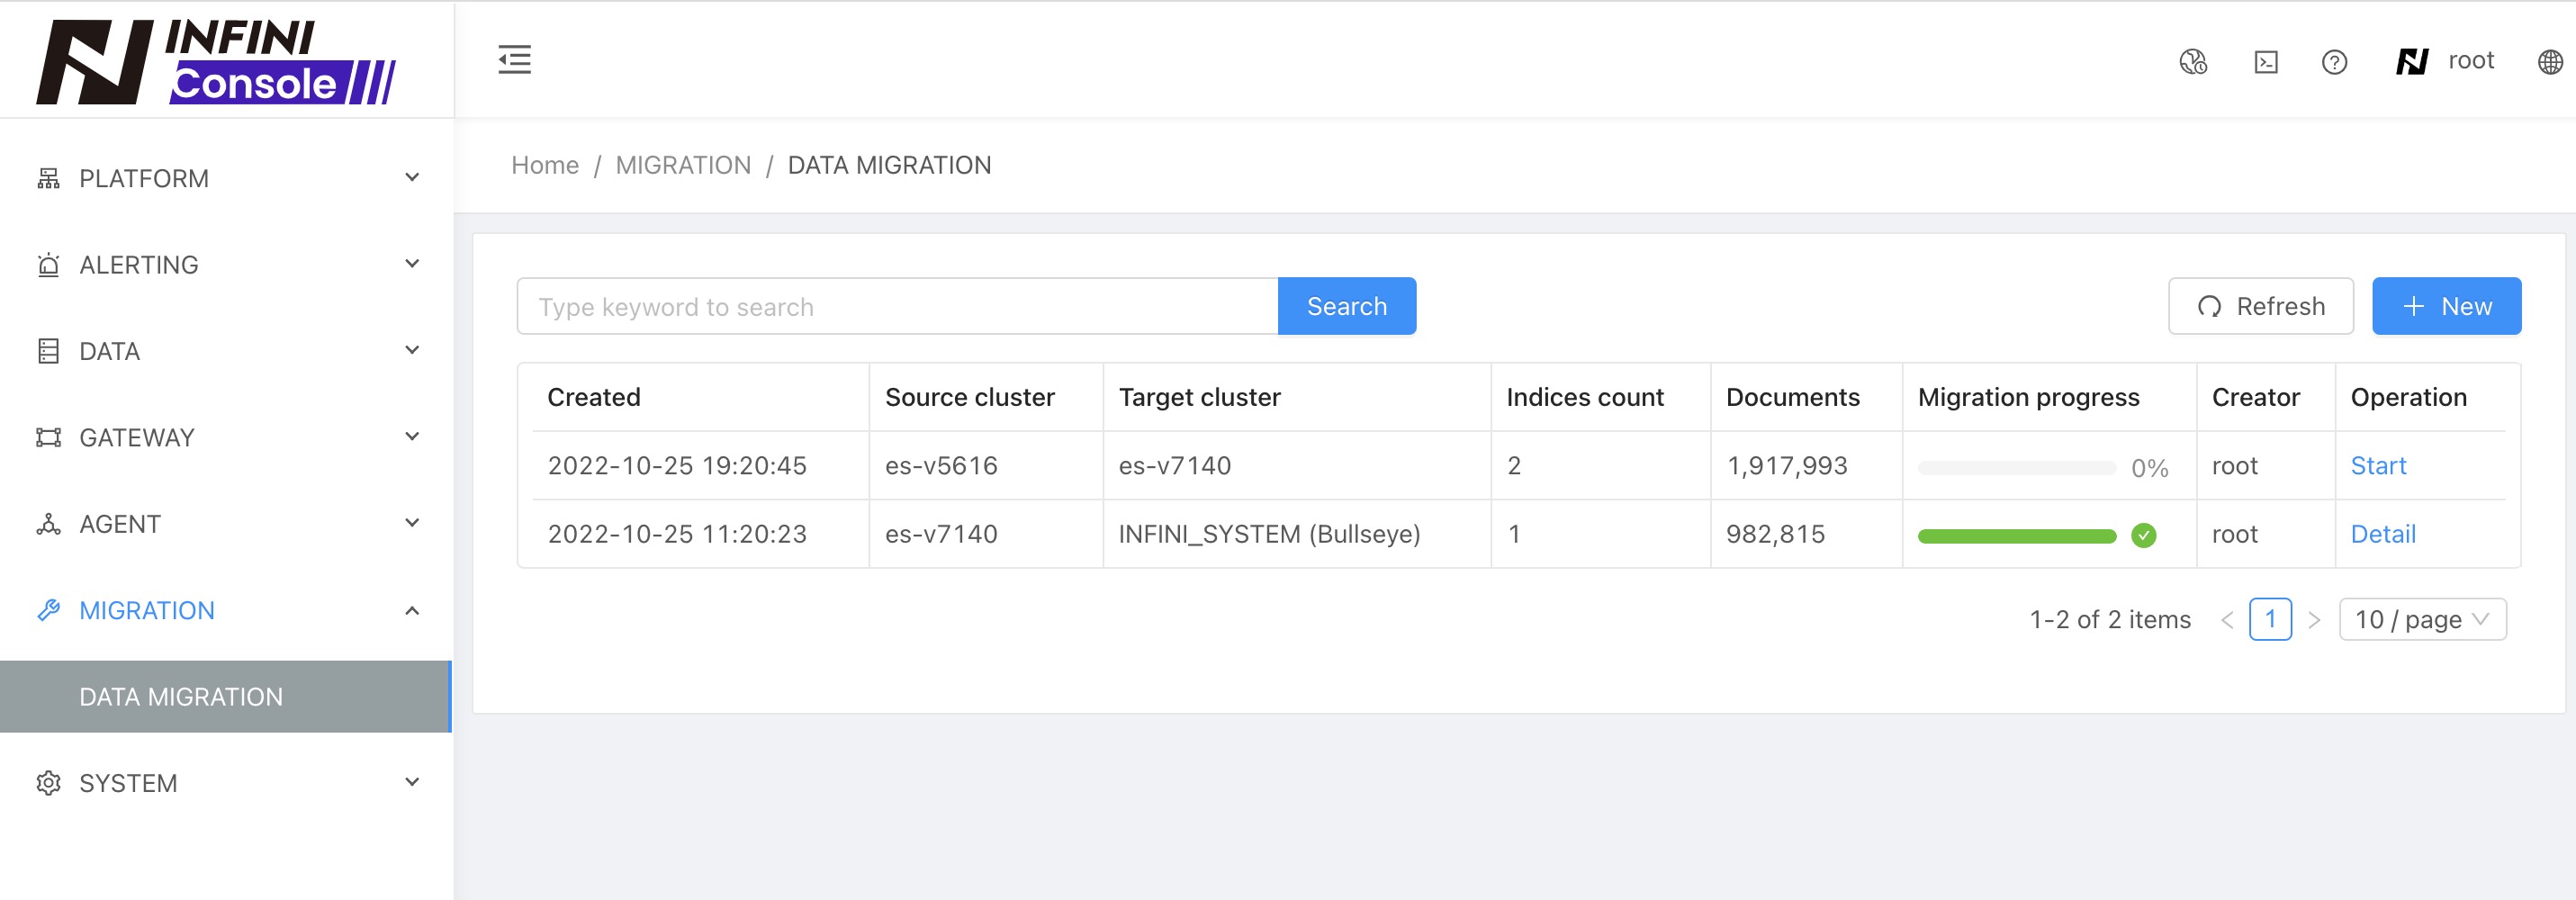 INFINI
Console
root
Home / MIGRATION / DATA MIGRATION
PLATFORM
ALERTING
DATA
GATEWAY
AGENT
MIGRATION
DATA MIGRATION
SYSTEM
Type keyword to search
Search
Refresh
New
Created Source cluster Target cluster Indices count Documents Migration progress Creator Operation
2022-10-25 19:20:45 es-v5616 es-v7140 2 1,917,993 0% root Start
2022-10-25 11:20:23 es-v7140 INFINI_SYSTEM (Bullseye) 1 982,815 root Detail
1-2 of 2 items < 1 > 10 / page